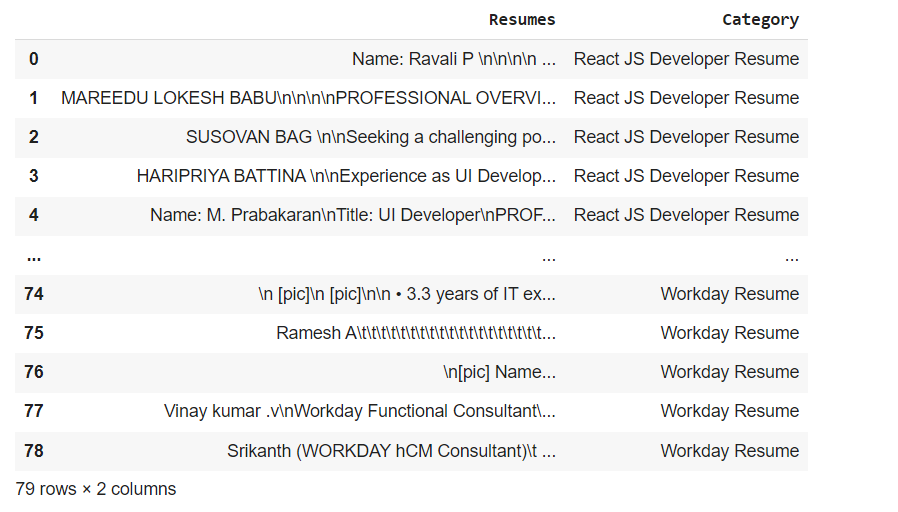 Resumes Category
0 Name: Ravali P \n\n\n\n ... React JS Developer Resume
1 MAREEDU LOKESH BABU\n\n\n\nPROFESSIONAL OVERVI... React JS Developer Resume
2 SUSOVAN BAG \n\nSeeking a challenging po... React JS Developer Resume
3 HARIPRIYA BATTINA \n\nExperience as UI Develop... React JS Developer Resume
4 Name: M. Prabakaran\nTitle: UI Developer\nPROF... React JS Developer Resume
... ... ...
74 \n [pic]\n [pic]\n\n • 3.3 years of IT ex... Workday Resume
75 Ramesh A\t\t\t\t\t\t\t\t\t\t\t\t\t\t\t\t\t\t\t... Workday Resume
76 \n[pic] Name... Workday Resume
77 Vinay kumar .v\nWorkday Functional Consultant\... Workday Resume
78 Srikanth (WORKDAY hCM Consultant)\t ... Workday Resume
79 rows × 2 columns